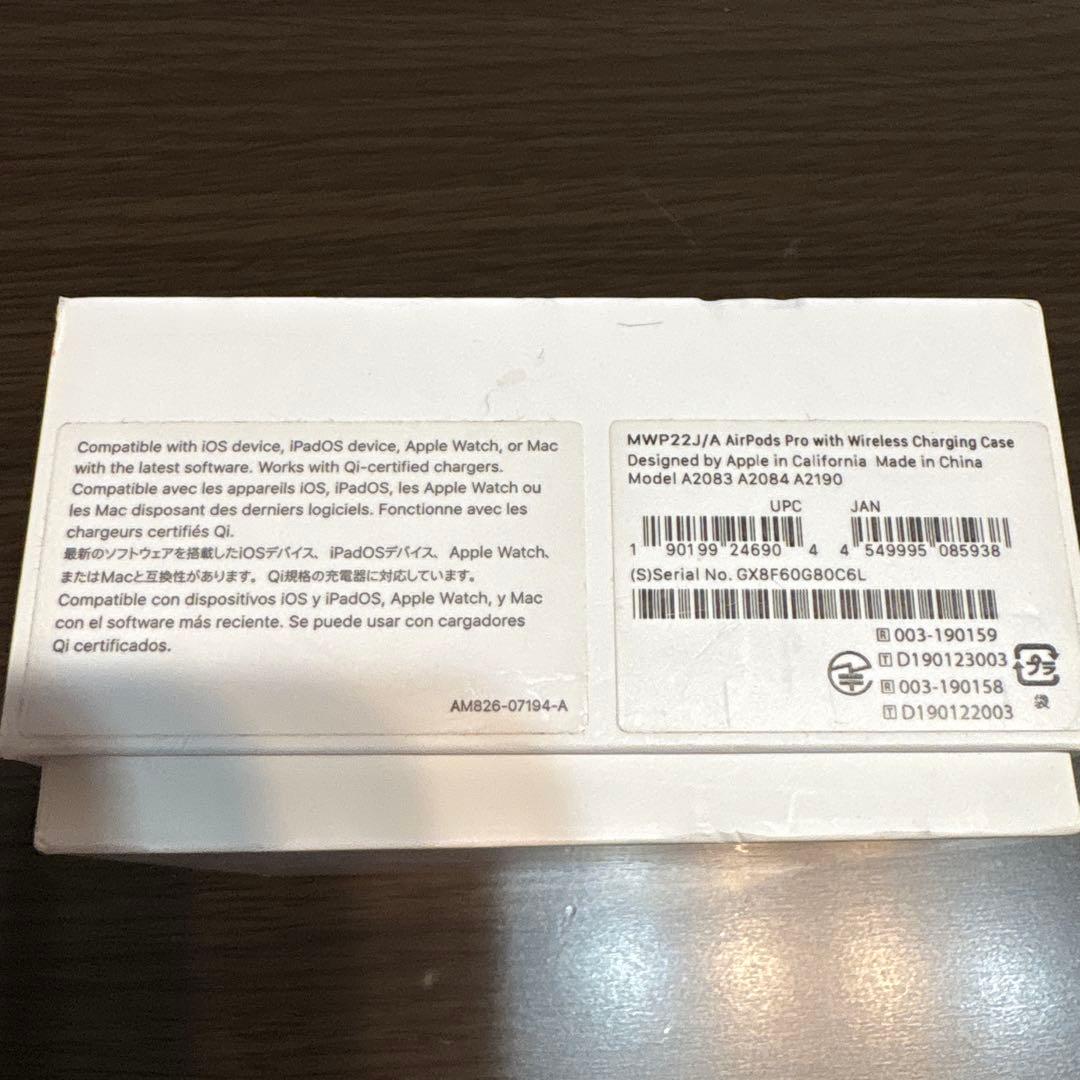 Compatible with iOS device, iPadOS device, Apple Watch, or Mac
with the latest software. Works with Qi-certified chargers.
Compatible avec les appareils iOS, iPadOS, les Apple Watch ou
les Mac disposant des derniers logiciels. Fonctionne avec les
chargeurs certifiés Qi.
最新のソフトウェアを搭載したiOSデバイス、iPadOSデバイス、Apple Watch、
またはMacと互換性があります。Qi規格の充電器に対応しています。
Compatible con dispositivos iOS y iPadOS, Apple Watch, y Mac
con el software más reciente. Se puede usar con cargadores
Qi certificados.
AM826-07194-A
MWP22J/A AirPods Pro with Wireless Charging Case
Designed by Apple in California Made in China
Model A2083 A2084 A2190
UPC JAN
1 90199 24690 4 4 549995 085938
(S)Serial No. GX8F60G80C6L
R 003-190159
T D190123003
R 003-190158
T D190122003
プラ
袋